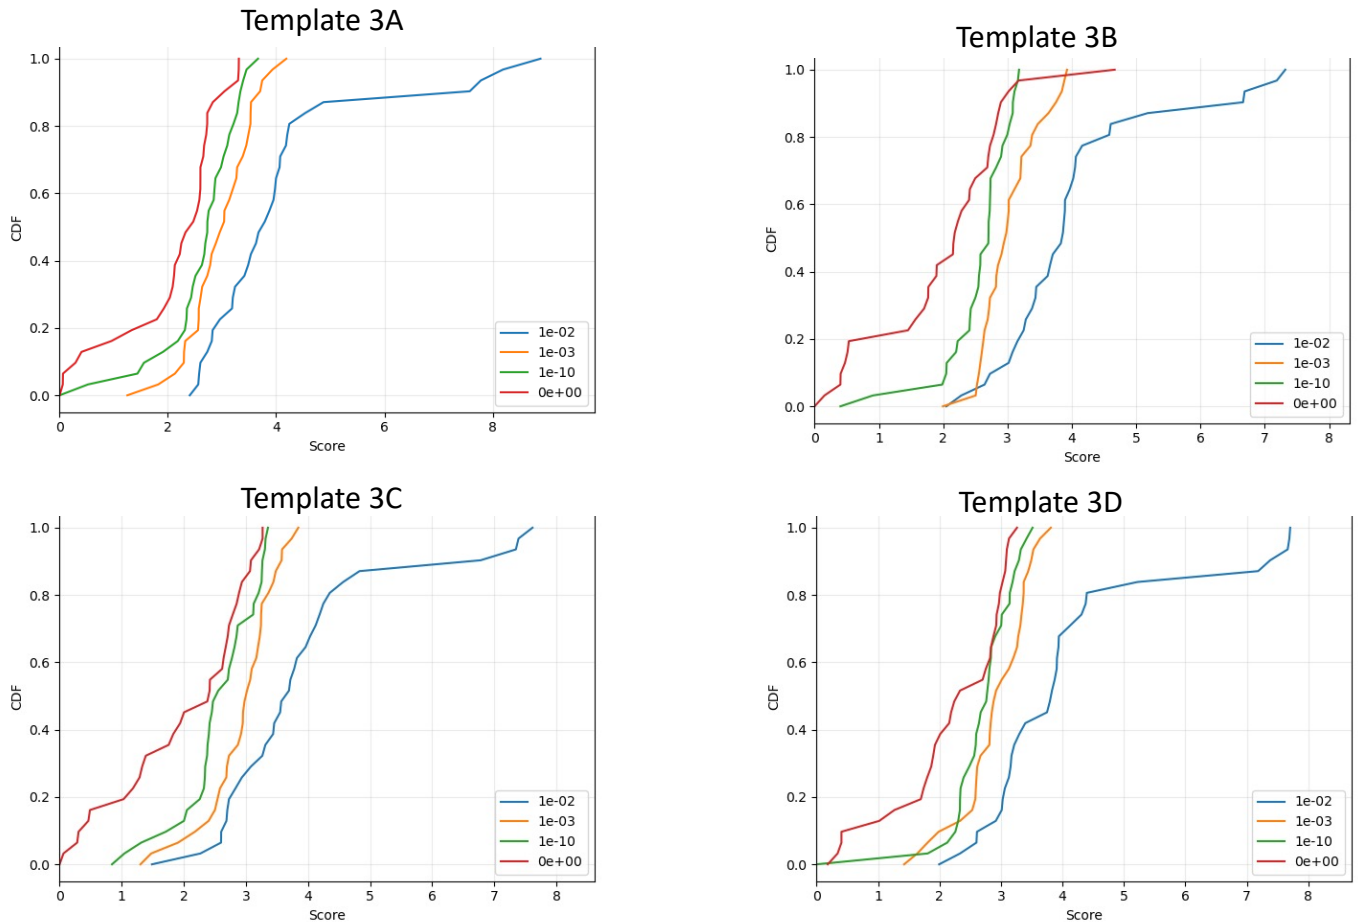 Template 3A
1.0
0.8
0.6
0.4
0.2
0.0
CDF
0
2
4
6
8
Score
1e-02
1e-03
1e-10
0e+00
Template 3B
1.0
0.8
0.6
0.4
0.2
0.0
CDF
0
1
2
3
4
5
6
7
8
Score
1e-02
1e-03
1e-10
0e+00
Template 3C
1.0
0.8
0.6
0.4
0.2
0.0
CDF
0
1
2
3
4
5
6
7
8
Score
1e-02
1e-03
1e-10
0e+00
Template 3D
1.0
0.8
0.6
0.4
0.2
0.0
CDF
0
1
2
3
4
5
6
7
8
Score
1e-02
1e-03
1e-10
0e+00